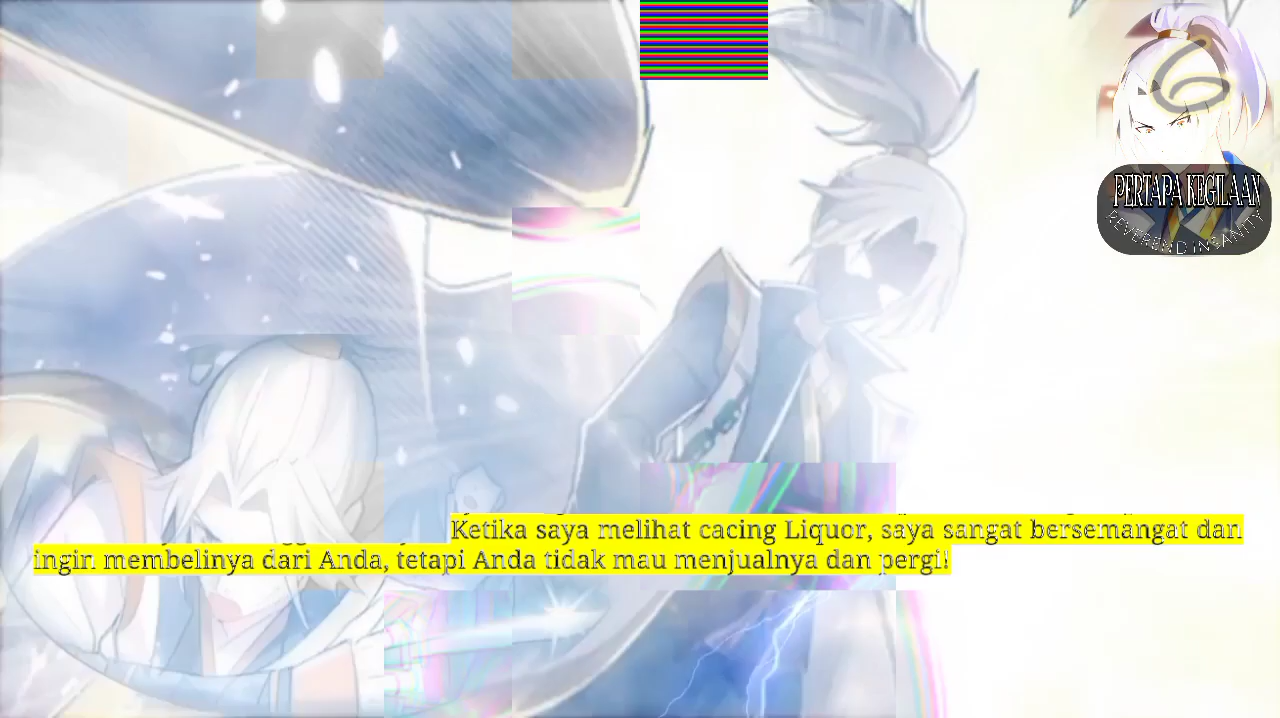 PERTAPA KEGILAAN
REVEREND INSANITY
Ketika saya melihat cacing Liquor, saya sangat bersemangat dan
ingin membelinya dari Anda, tetapi Anda tidak mau menjualnya dan pergi!